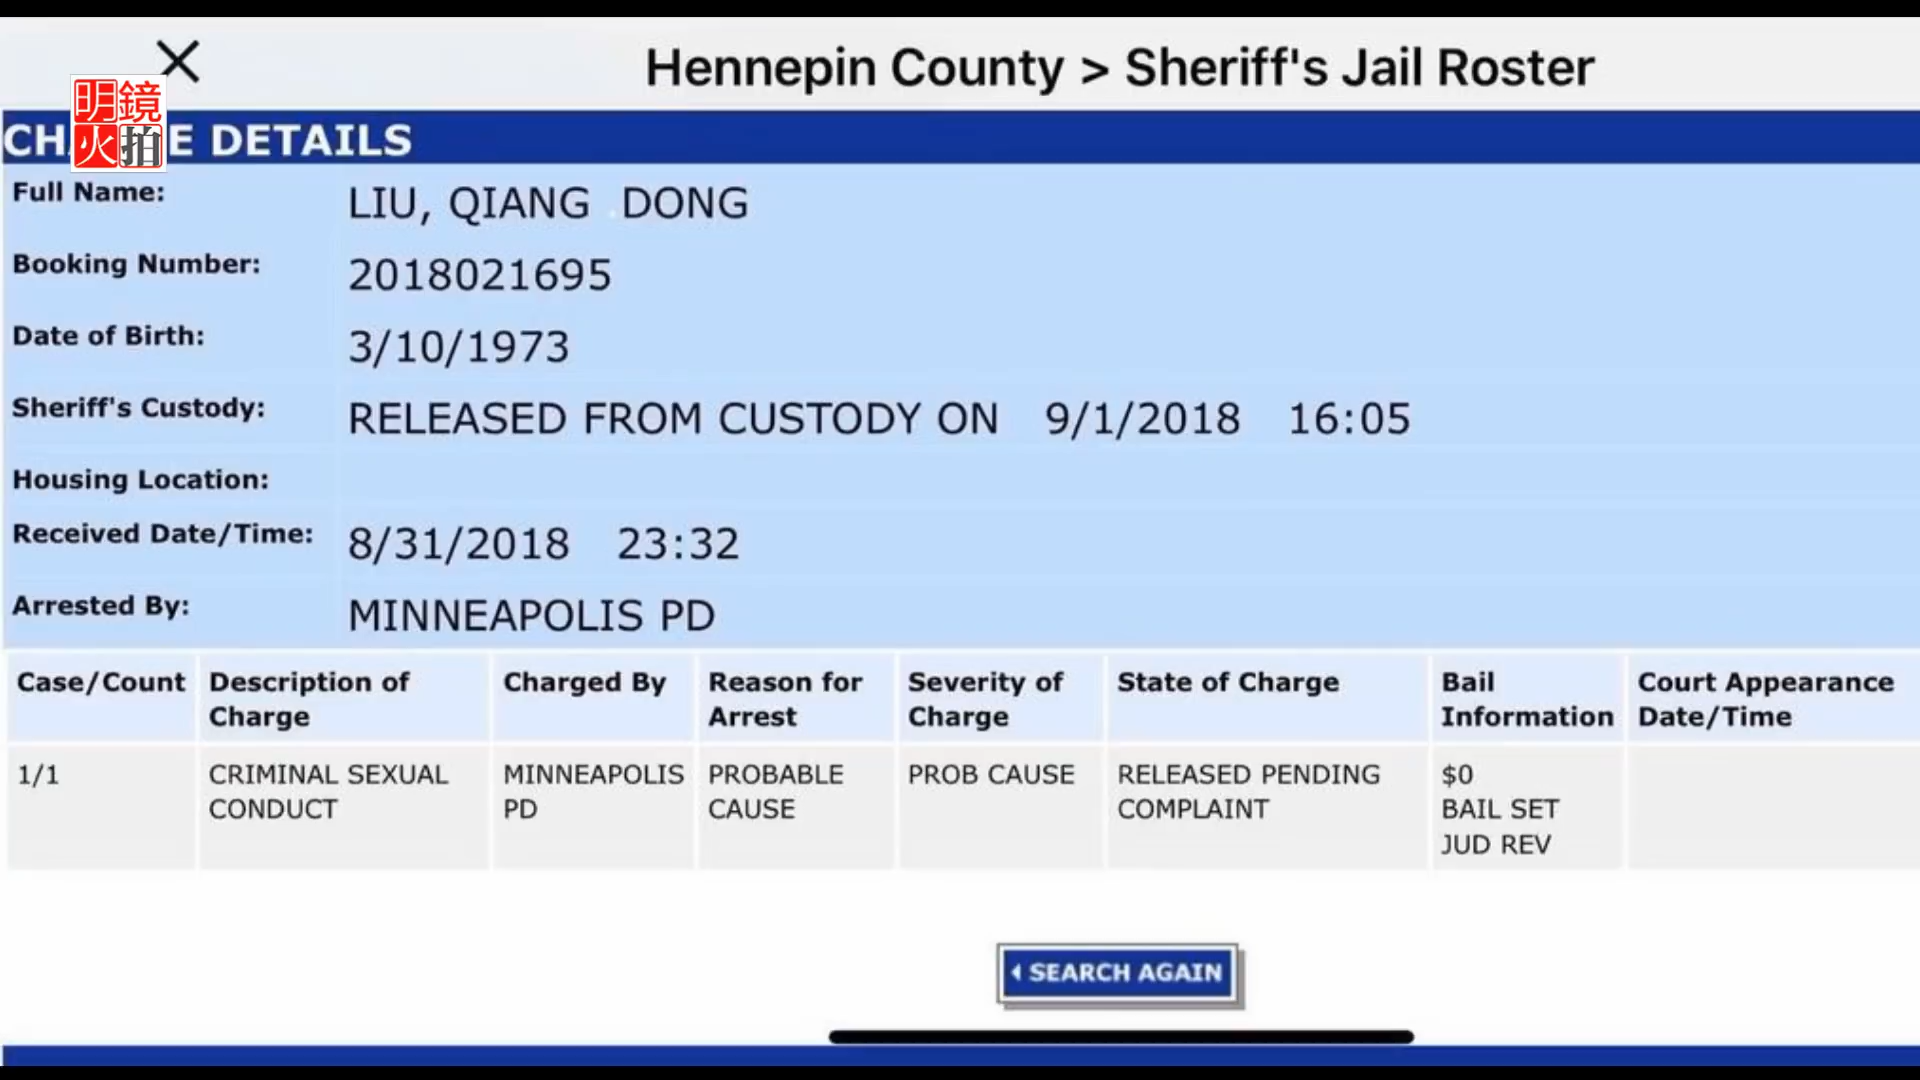 Hennepin County > Sheriff's Jail Roster
明鏡
火拍
CH E DETAILS
Full Name: LIU, QIANG DONG
Booking Number: 2018021695
Date of Birth: 3/10/1973
Sheriff's Custody: RELEASED FROM CUSTODY ON 9/1/2018 16:05
Housing Location:
Received Date/Time: 8/31/2018 23:32
Arrested By: MINNEAPOLIS PD
Case/Count
Description of
Charge
Charged By
Reason for
Arrest
Severity of
Charge
State of Charge
Bail
Information
Court Appearance
Date/Time
1/1
CRIMINAL SEXUAL
CONDUCT
MINNEAPOLIS
PD
PROBABLE
CAUSE
PROB CAUSE
RELEASED PENDING
COMPLAINT
$0
BAIL SET
JUD REV
SEARCH AGAIN